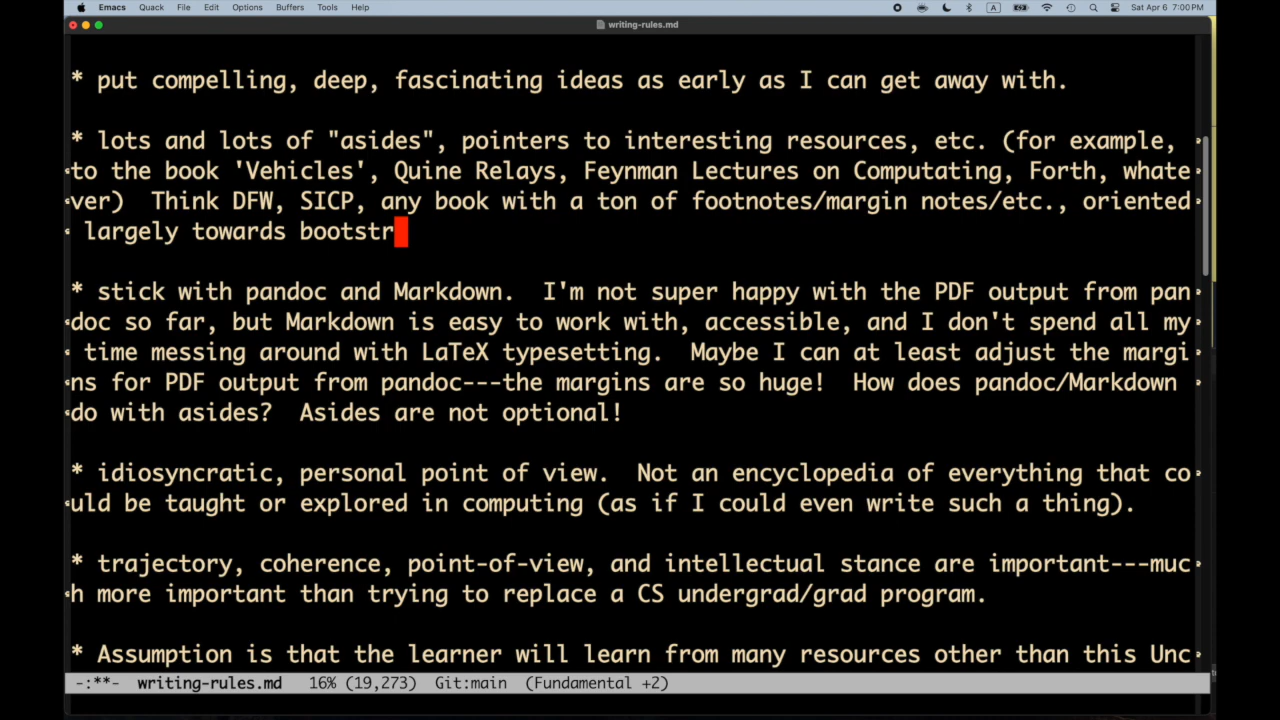 Emacs Quack File Edit Options Buffers Tools Help A Sat Apr 6 7:00 PM
writing-rules.md
* put compelling, deep, fascinating ideas as early as I can get away with.
* lots and lots of "asides", pointers to interesting resources, etc. (for example,
to the book 'Vehicles', Quine Relays, Feynman Lectures on Computating, Forth, whate
ver)  Think DFW, SICP, any book with a ton of footnotes/margin notes/etc., oriented
largely towards bootstr
* stick with pandoc and Markdown.  I'm not super happy with the PDF output from pan
doc so far, but Markdown is easy to work with, accessible, and I don't spend all my
time messing around with LaTeX typesetting.  Maybe I can at least adjust the margi
ns for PDF output from pandoc---the margins are so huge!  How does pandoc/Markdown
do with asides?  Asides are not optional!
* idiosyncratic, personal point of view.  Not an encyclopedia of everything that co
uld be taught or explored in computing (as if I could even write such a thing).
* trajectory, coherence, point-of-view, and intellectual stance are important---muc
h more important than trying to replace a CS undergrad/grad program.
* Assumption is that the learner will learn from many resources other than this Unc
-:**-  writing-rules.md   16% (19,273)  Git:main  (Fundamental +2)